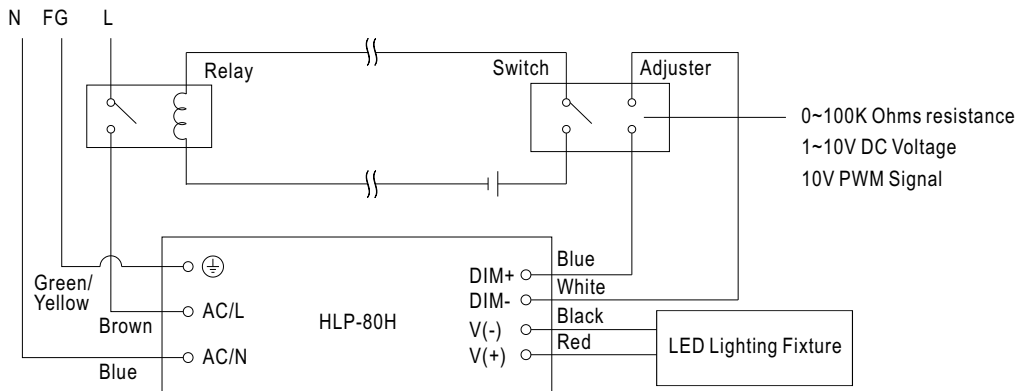 N FG L
Relay
Switch
Adjuster
0~100K Ohms resistance
1~10V DC Voltage
10V PWM Signal
Green/
Yellow
Brown
Blue
AC/L
AC/N
HLP-80H
DIM+
DIM-
V(-)
V(+)
Blue
White
Black
Red
LED Lighting Fixture